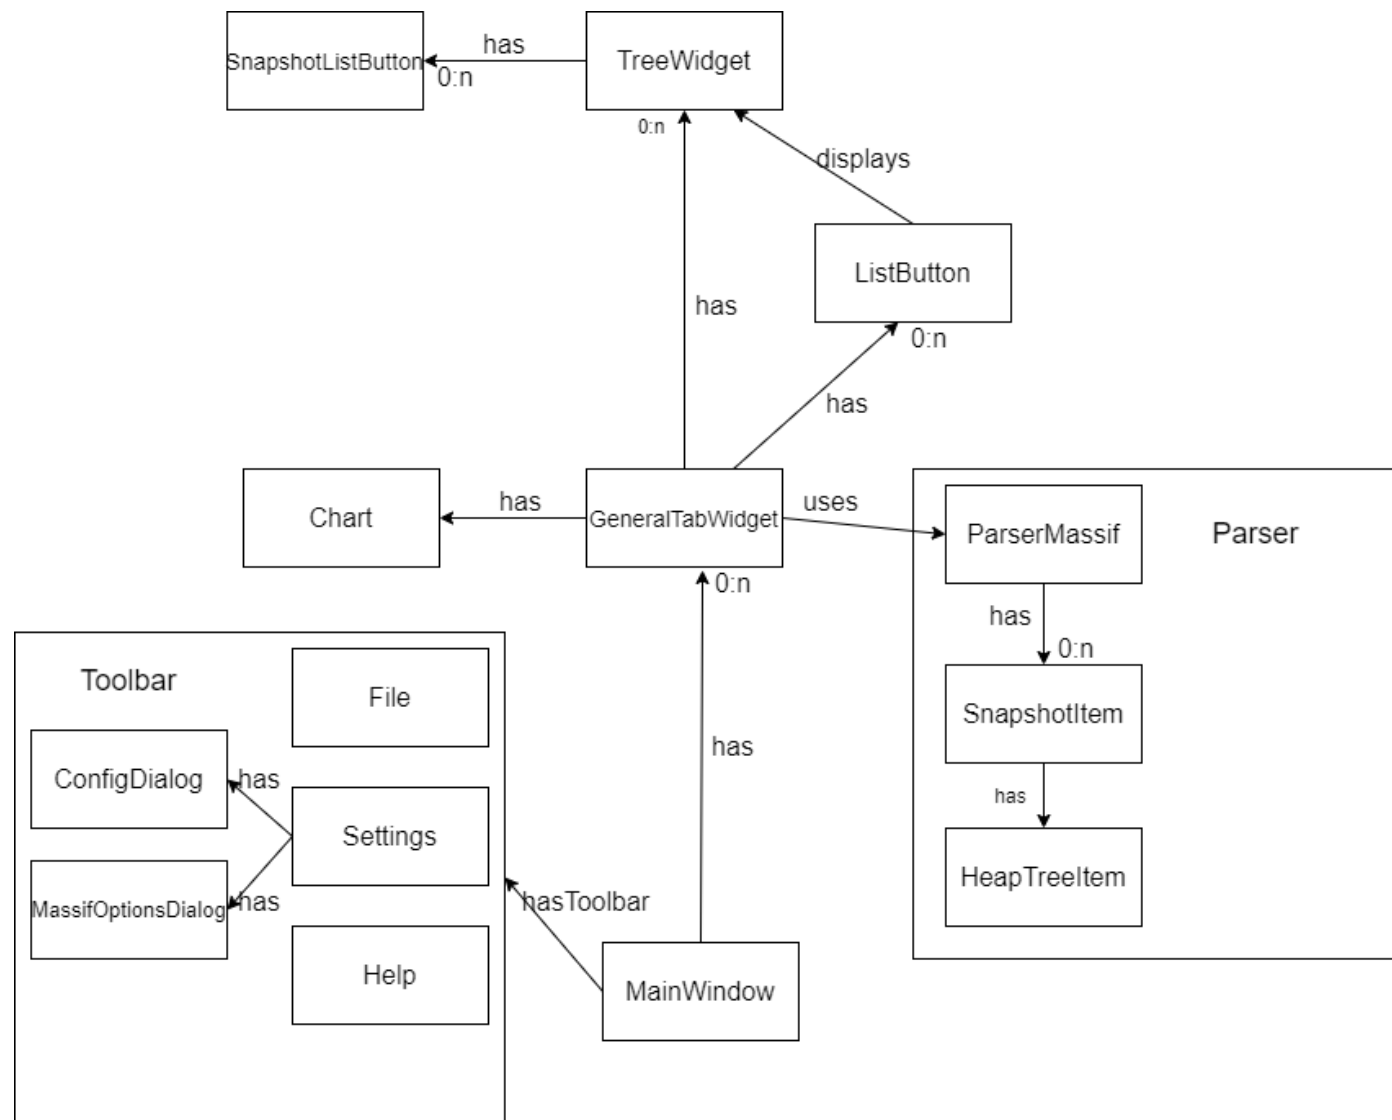 SnapshotListButton
has
0:n
TreeWidget
0:n
displays
ListButton
0:n
has
has
Chart
has
GeneralTabWidget
0:n
uses
ParserMassif
Parser
has
0:n
SnapshotItem
has
HeapTreeItem
Toolbar
File
ConfigDialog
has
Settings
MassifOptionsDialog
has
Help
hasToolbar
has
MainWindow